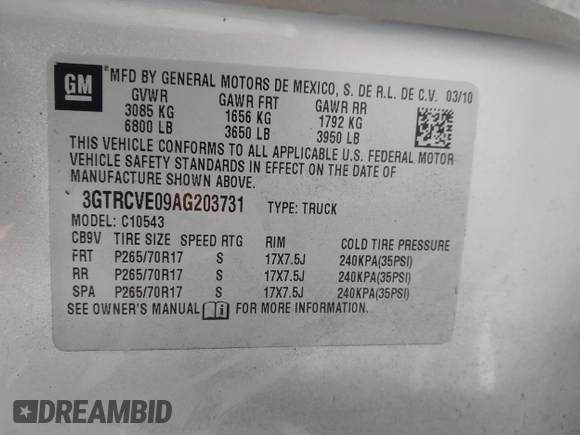 GM
MFD BY GENERAL MOTORS DE MEXICO, S. DE R.L. DE C.V. 03/10
GVWR GAWR FRT GAWR RR
3085 KG 1656 KG 1792 KG
6800 LB 3650 LB 3950 LB
THIS VEHICLE CONFORMS TO ALL APPLICABLE U.S. FEDERAL MOTOR
VEHICLE SAFETY STANDARDS IN EFFECT ON THE DATE OF
MANUFACTURE SHOWN ABOVE.
3GTRCVE09AG203731 TYPE: TRUCK
MODEL: C10543
CB9V TIRE SIZE SPEED RTG RIM COLD TIRE PRESSURE
FRT P265/70R17 S 17X7.5J 240KPA(35PSI)
RR P265/70R17 S 17X7.5J 240KPA(35PSI)
SPA P265/70R17 S 17X7.5J 240KPA(35PSI)
SEE OWNER'S MANUAL i FOR MORE INFORMATION.
DREAMBID